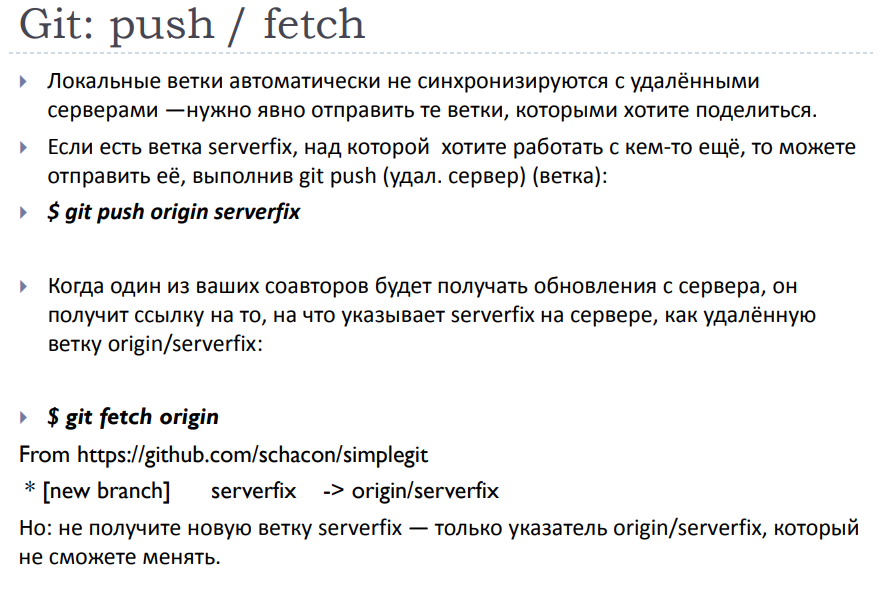 Git: push / fetch
Локальные ветки автоматически не синхронизируются с удалёнными
серверами —нужно явно отправить те ветки, которыми хотите поделиться.
Если есть ветка serverfix, над которой хотите работать с кем-то ещё, то можете
отправить её, выполнив git push (удал. сервер) (ветка):
$ git push origin serverfix
Когда один из ваших соавторов будет получать обновления с сервера, он
получит ссылку на то, на что указывает serverfix на сервере, как удалённую
ветку origin/serverfix:
$ git fetch origin
From https://github.com/schacon/simplegit
* [new branch] serverfix -> origin/serverfix
Но: не получите новую ветку serverfix — только указатель origin/serverfix, который
не сможете менять.